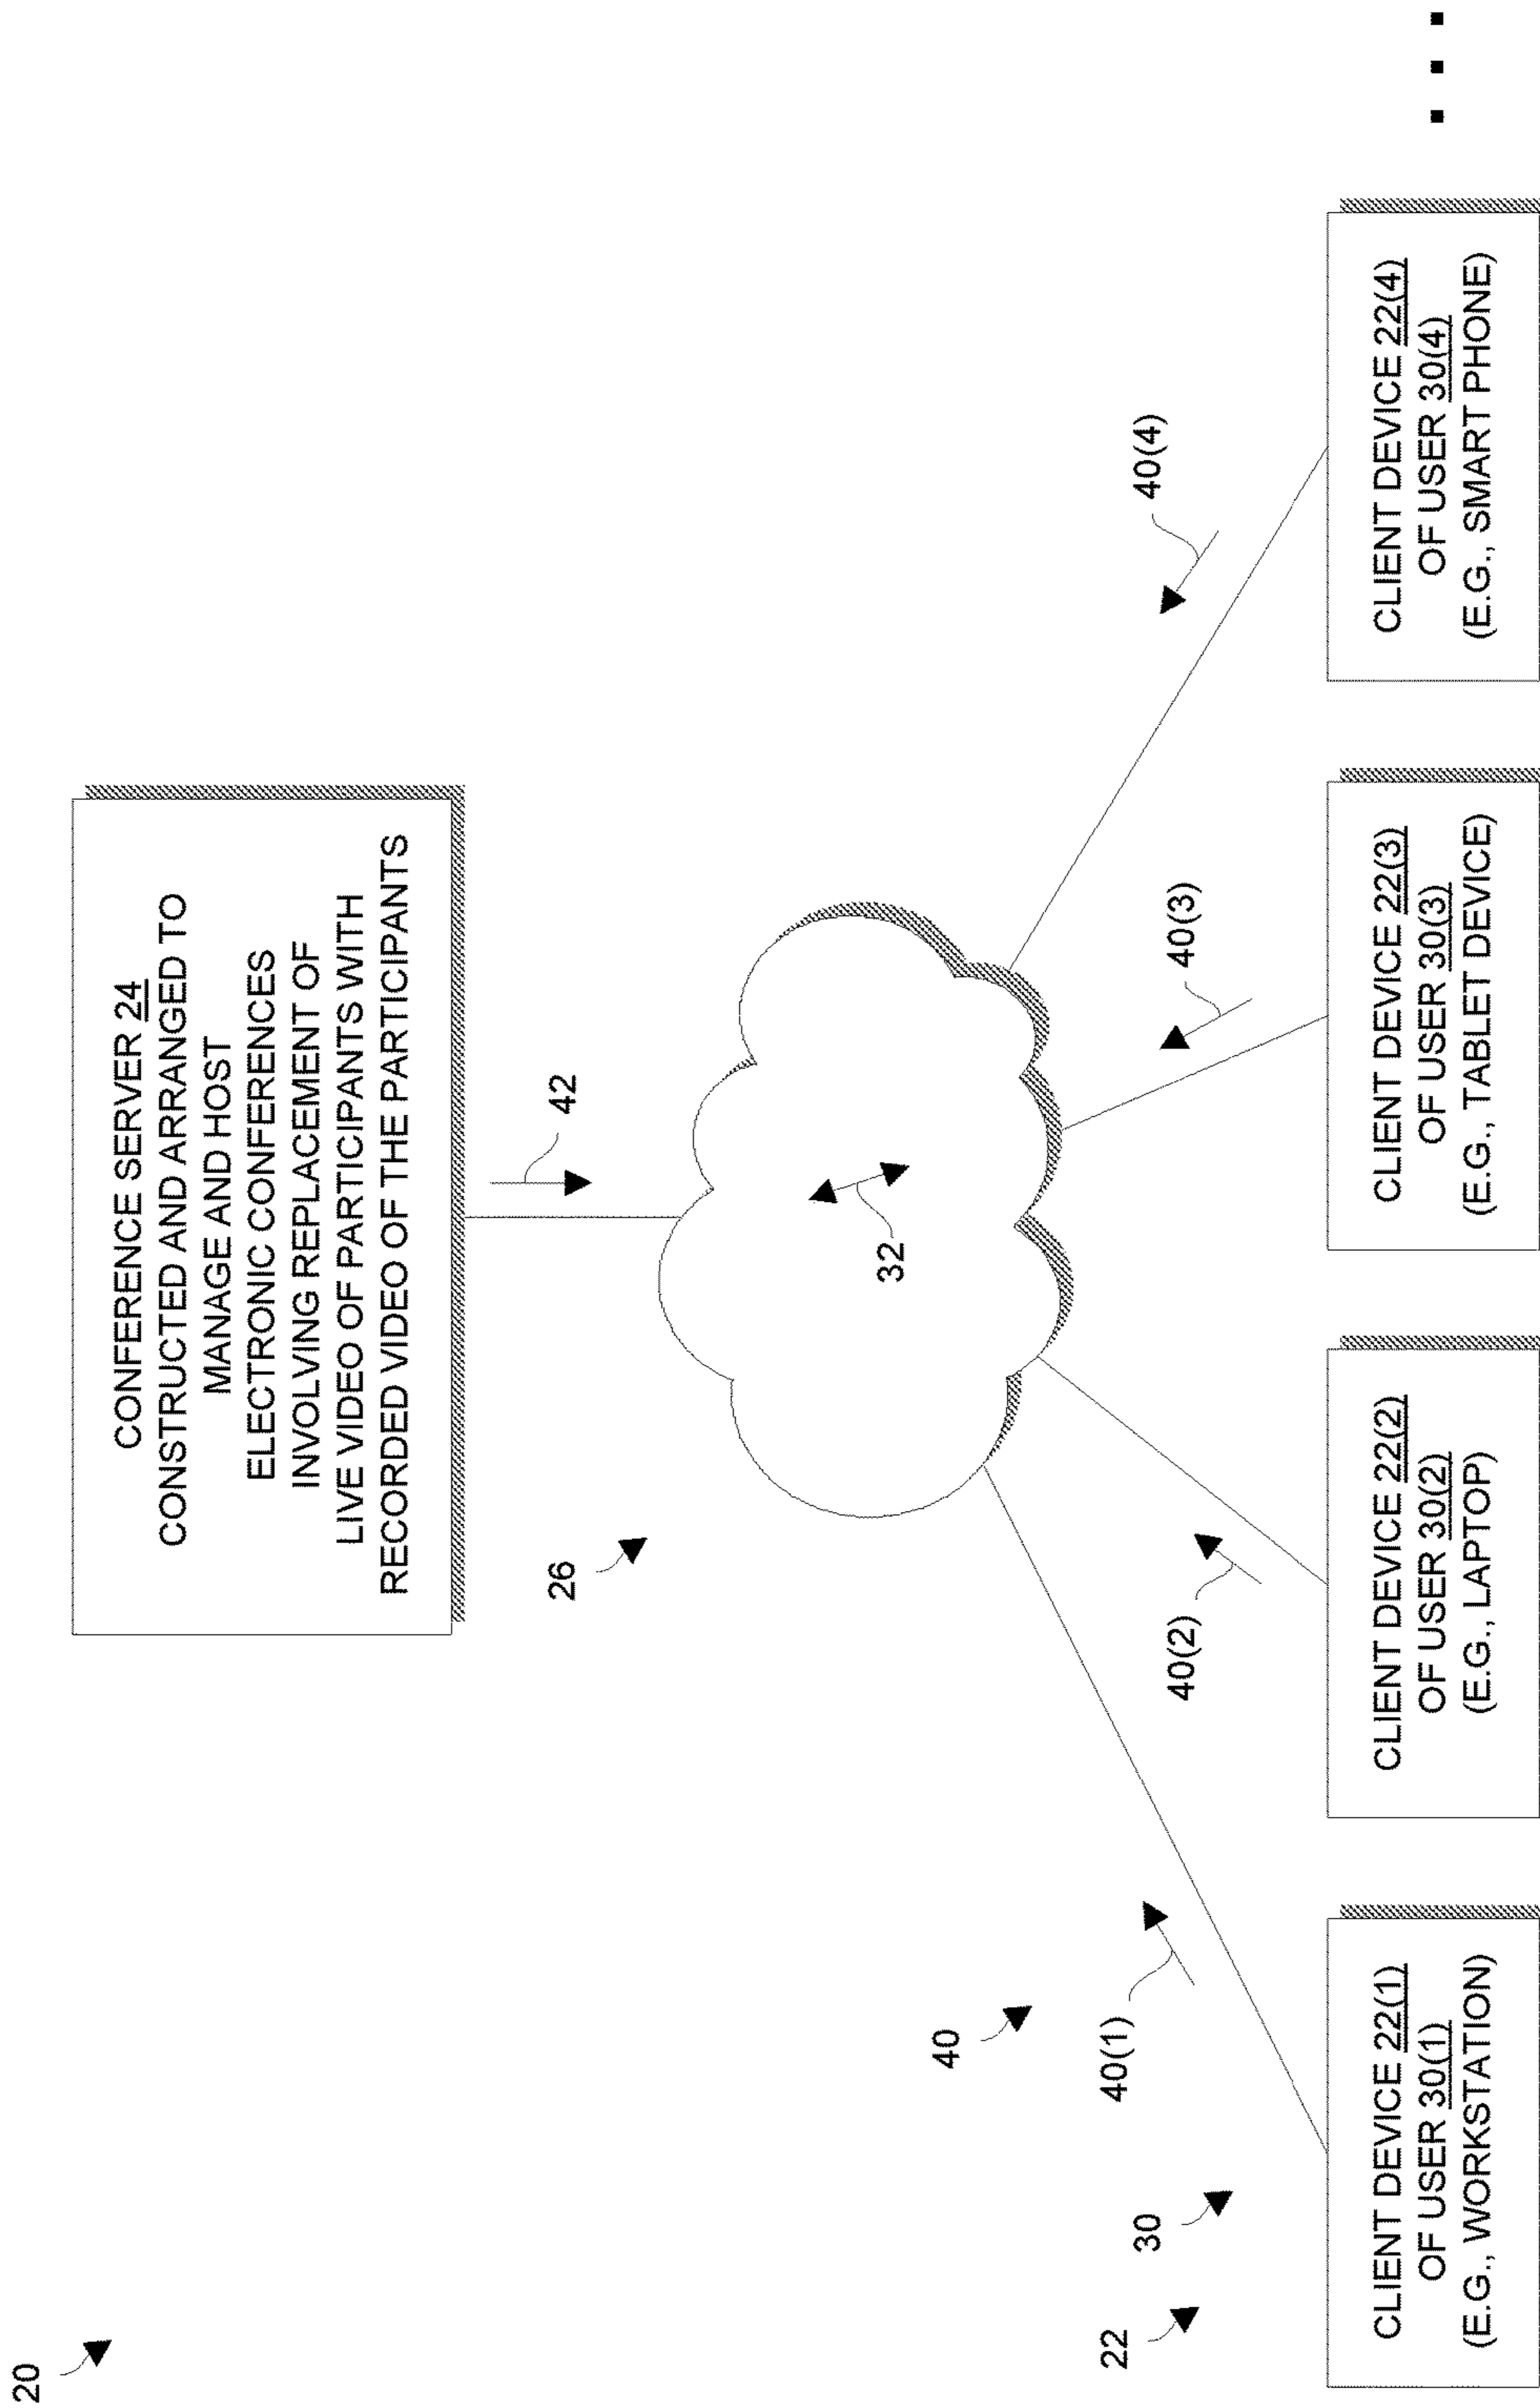 20
CONFERENCE SERVER 24
CONSTRUCTED AND ARRANGED TO
MANAGE AND HOST
ELECTRONIC CONFERENCES
INVOLVING REPLACEMENT OF
LIVE VIDEO OF PARTICIPANTS WITH
RECORDED VIDEO OF THE PARTICIPANTS
42
26
32
40
40(1)
40(2)
40(3)
40(4)
22
30
CLIENT DEVICE 22(1)
OF USER 30(1)
(E.G., WORKSTATION)
CLIENT DEVICE 22(2)
OF USER 30(2)
(E.G., LAPTOP)
CLIENT DEVICE 22(3)
OF USER 30(3)
(E.G., TABLET DEVICE)
CLIENT DEVICE 22(4)
OF USER 30(4)
(E.G., SMART PHONE)